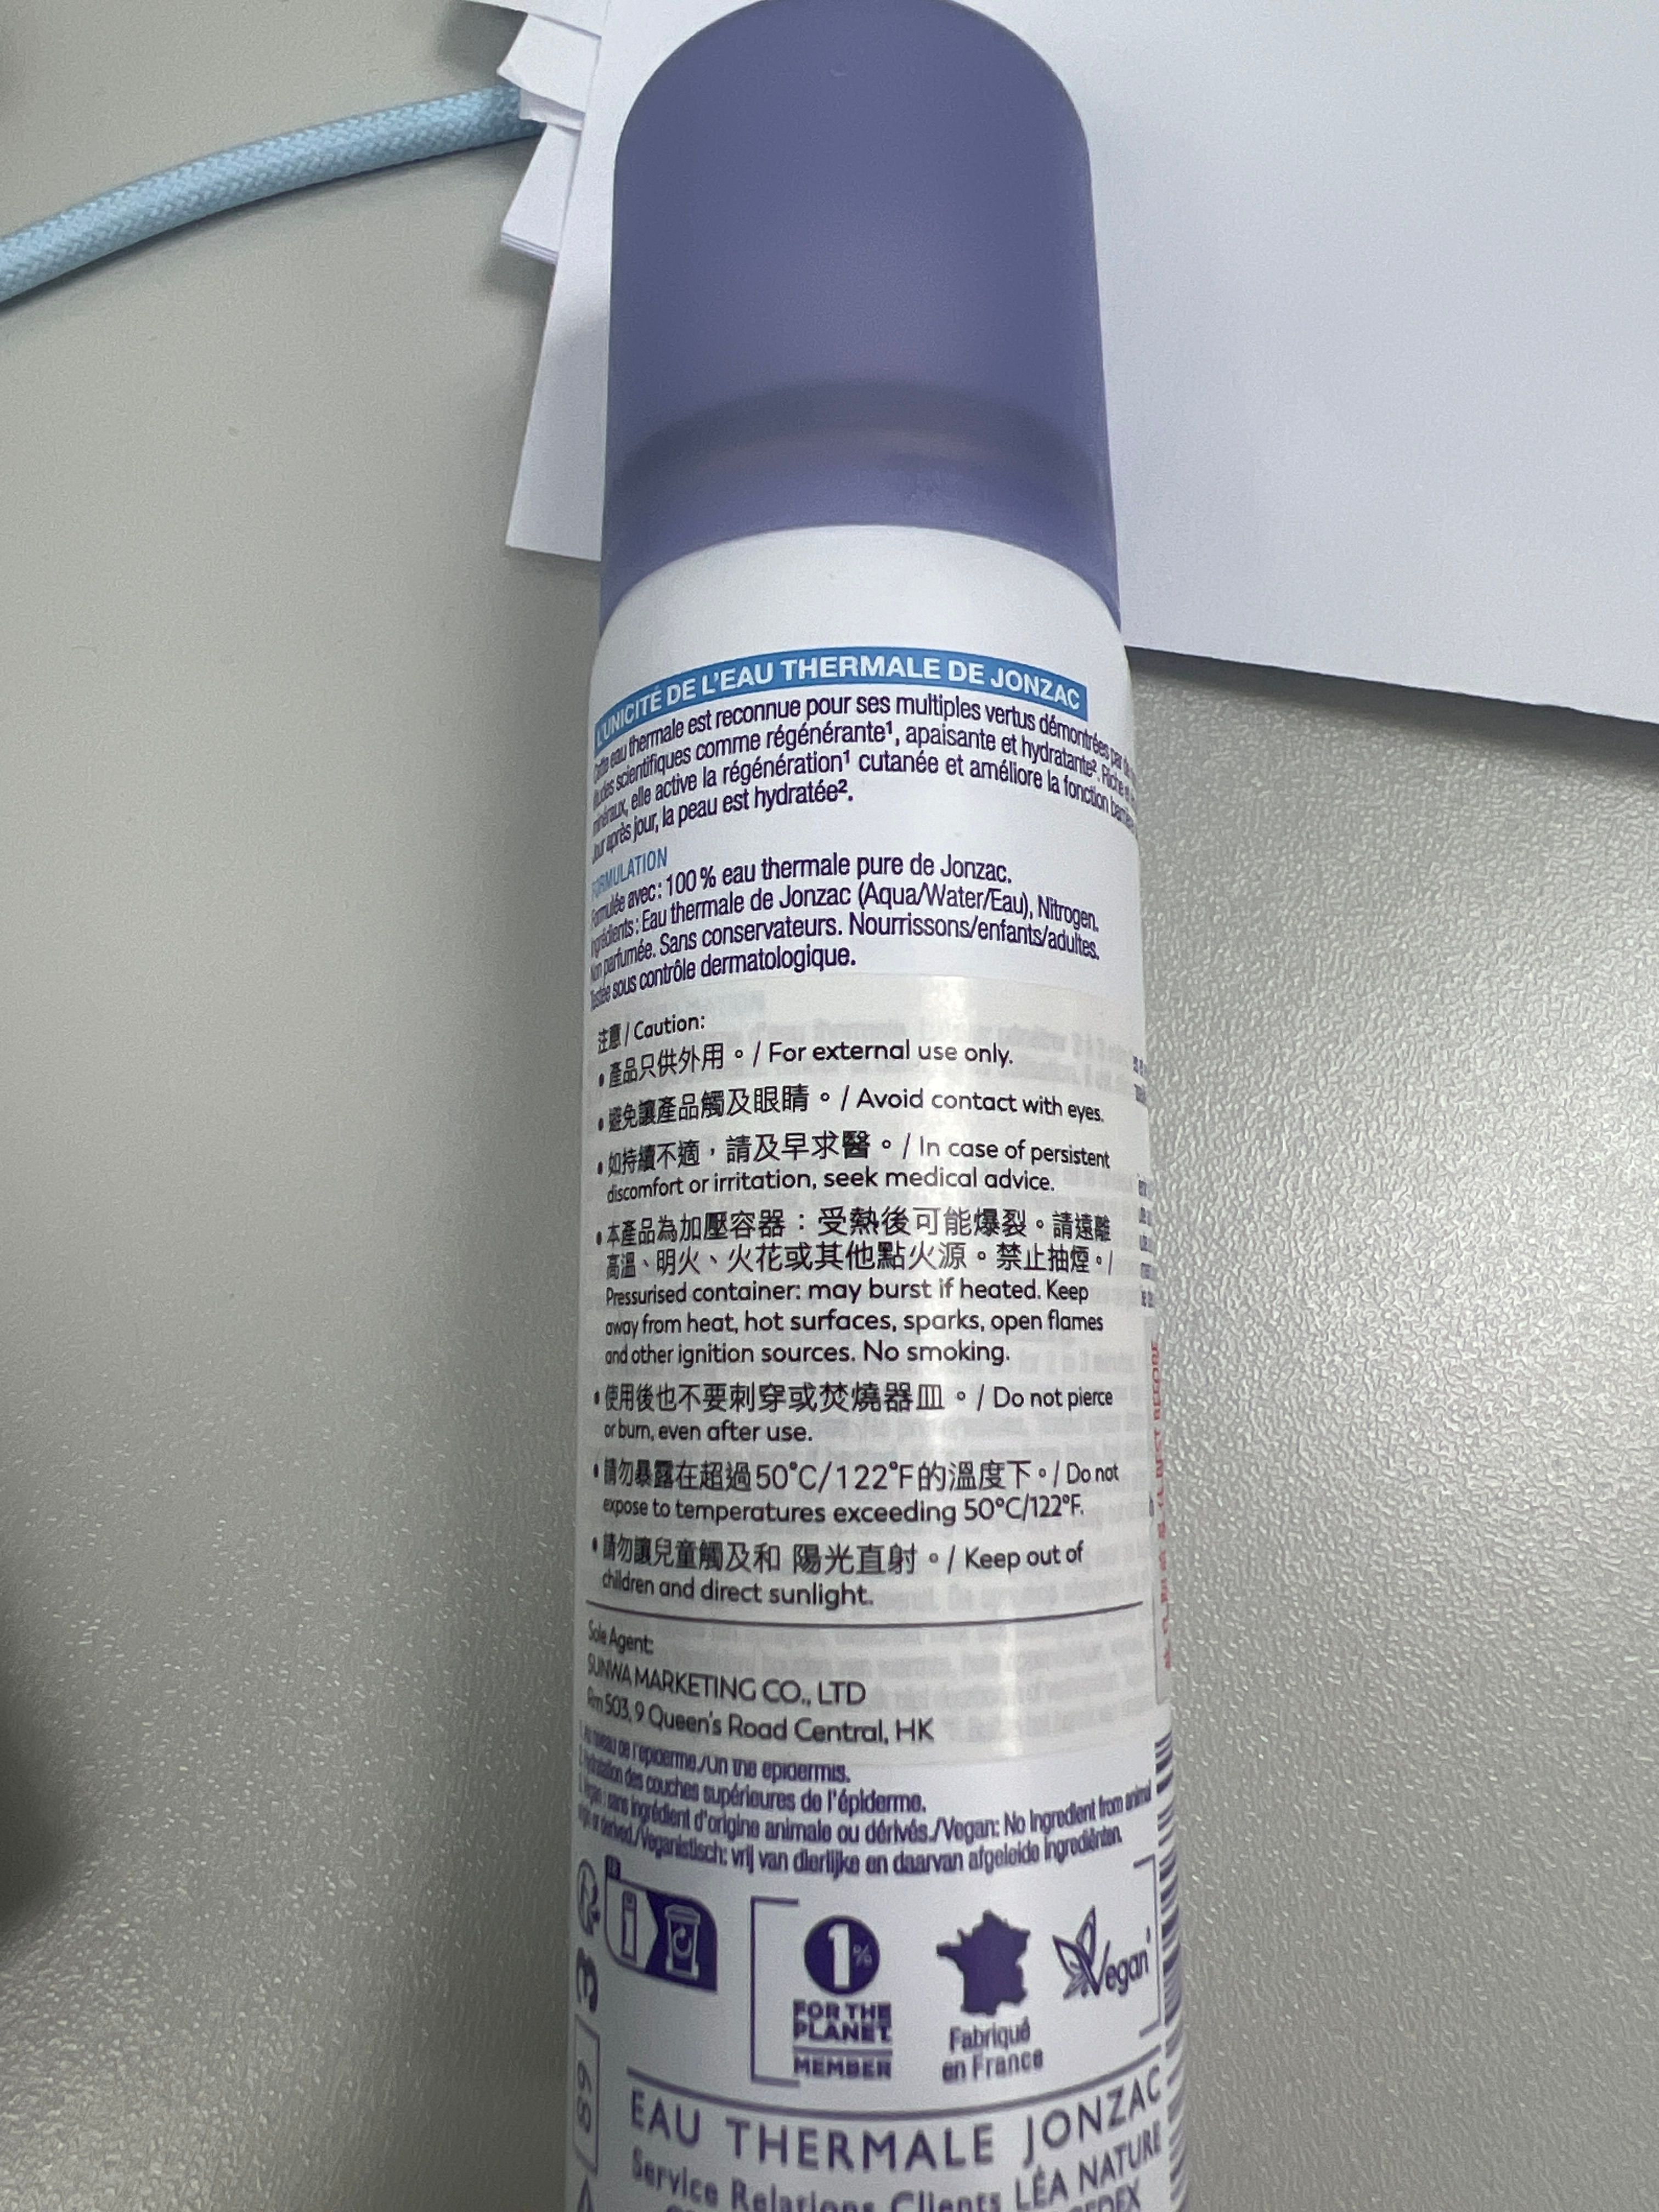 L'UNICITÉ DE L'EAU THERMALE DE JONZAC
Cette eau thermale est reconnue pour ses multiples vertus démontrées par
études scientifiques comme régénérante¹, apaisante et hydratante². Riche
minéraux, elle active la régénération¹ cutanée et améliore la fonction barrière
Jour après jour, la peau est hydratée².
FORMULATION
Formulée avec : 100 % eau thermale pure de Jonzac.
Ingrédients : Eau thermale de Jonzac (Aqua/Water/Eau), Nitrogen.
Non parfumée. Sans conservateurs. Nourrissons/enfants/adultes.
Testée sous contrôle dermatologique.
注意 / Caution:
• 產品只供外用。/ For external use only.
• 避免讓產品觸及眼睛。/ Avoid contact with eyes.
• 如持續不適，請及早求醫。/ In case of persistent
discomfort or irritation, seek medical advice.
• 本產品為加壓容器：受熱後可能爆裂。請遠離
高溫、明火、火花或其他點火源。禁止抽煙。/
Pressurised container: may burst if heated. Keep
away from heat, hot surfaces, sparks, open flames
and other ignition sources. No smoking.
• 使用後也不要刺穿或焚燒器皿。/ Do not pierce
or burn, even after use.
• 請勿暴露在超過50°C/122°F的溫度下。/ Do not
expose to temperatures exceeding 50°C/122°F.
• 請勿讓兒童觸及和 陽光直射。/ Keep out of
children and direct sunlight.
Sole Agent:
SUNWA MARKETING CO., LTD
Rm 503, 9 Queen's Road Central, HK
au niveau de l'épiderme./On the epidermis.
Hydratation des couches supérieures de l'épiderme.
Vegan : sans ingrédient d'origine animale ou dérivés./Vegan: No ingredient from animal
origin or derived./Veganistisch: vrij van dierlijke en daarvan afgeleide ingrediënten.
1%
FOR THE
PLANET
MEMBER
Fabriqué
en France
Vegan
EAU THERMALE JONZAC
Service Relations Clients LÉA NATURE
CEDEX